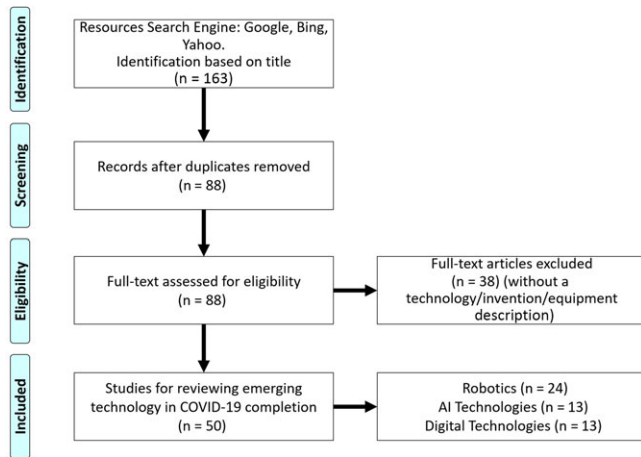 Identification
Resources Search Engine: Google, Bing,
Yahoo.
Identification based on title
(n = 163)
Screening
Records after duplicates removed
(n = 88)
Eligibility
Full-text assessed for eligibility
(n = 88)
Full-text articles excluded
(n = 38) (without a
technology/invention/equipment
description)
Included
Studies for reviewing emerging
technology in COVID-19 completion
(n = 50)
Robotics (n = 24)
AI Technologies (n = 13)
Digital Technologies (n = 13)